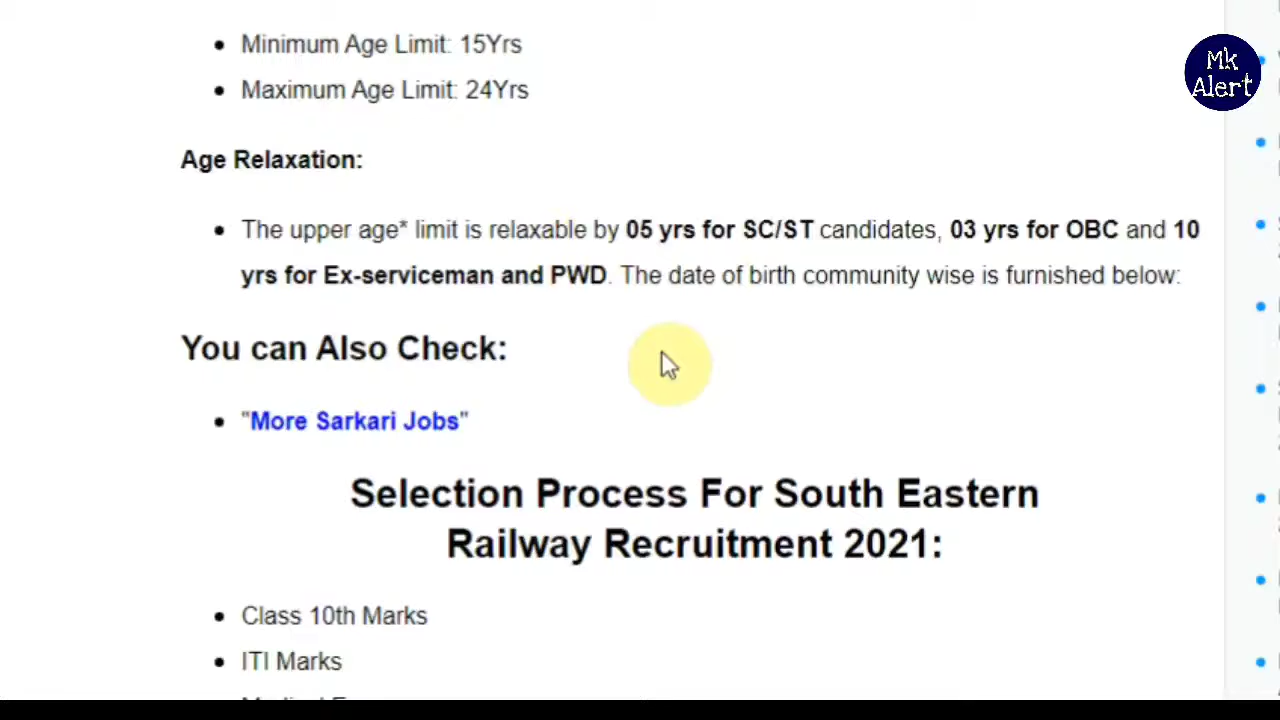 Minimum Age Limit: 15Yrs
Maximum Age Limit: 24Yrs
Mk
Alert
Age Relaxation:
The upper age* limit is relaxable by 05 yrs for SC/ST candidates, 03 yrs for OBC and 10
yrs for Ex-serviceman and PWD. The date of birth community wise is furnished below:
You can Also Check:
"More Sarkari Jobs"
Selection Process For South Eastern
Railway Recruitment 2021:
Class 10th Marks
ITI Marks